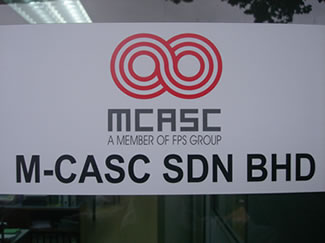 MCASC
A MEMBER OF FPS GROUP
M-CASC SDN BHD